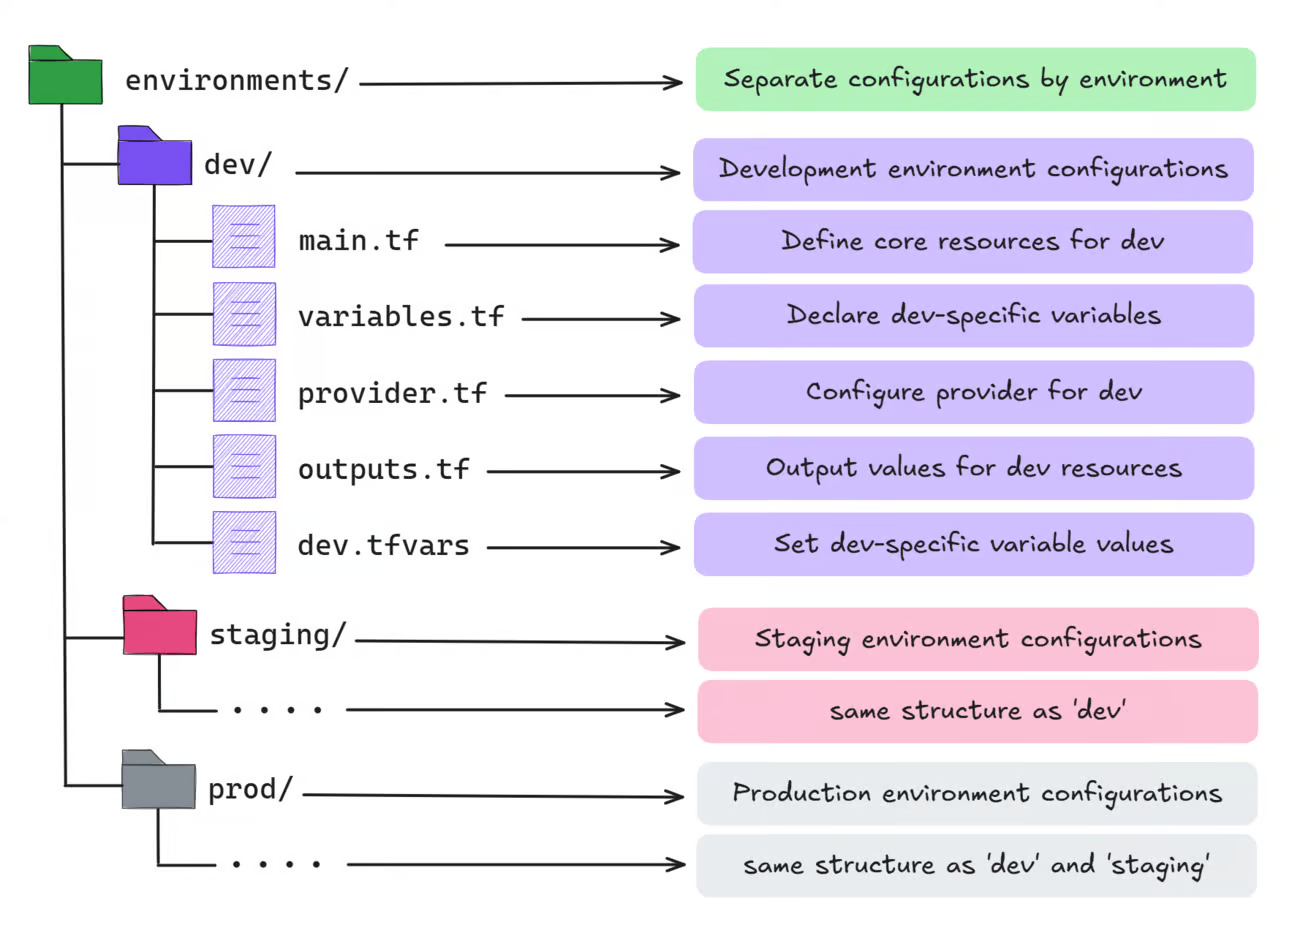 environments/
Separate configurations by environment
dev/
Development environment configurations
main.tf
Define core resources for dev
variables.tf
Declare dev-specific variables
provider.tf
Configure provider for dev
outputs.tf
Output values for dev resources
dev.tfvars
Set dev-specific variable values
staging/
Staging environment configurations
. . . .
same structure as 'dev'
prod/
Production environment configurations
. . . .
same structure as 'dev' and 'staging'